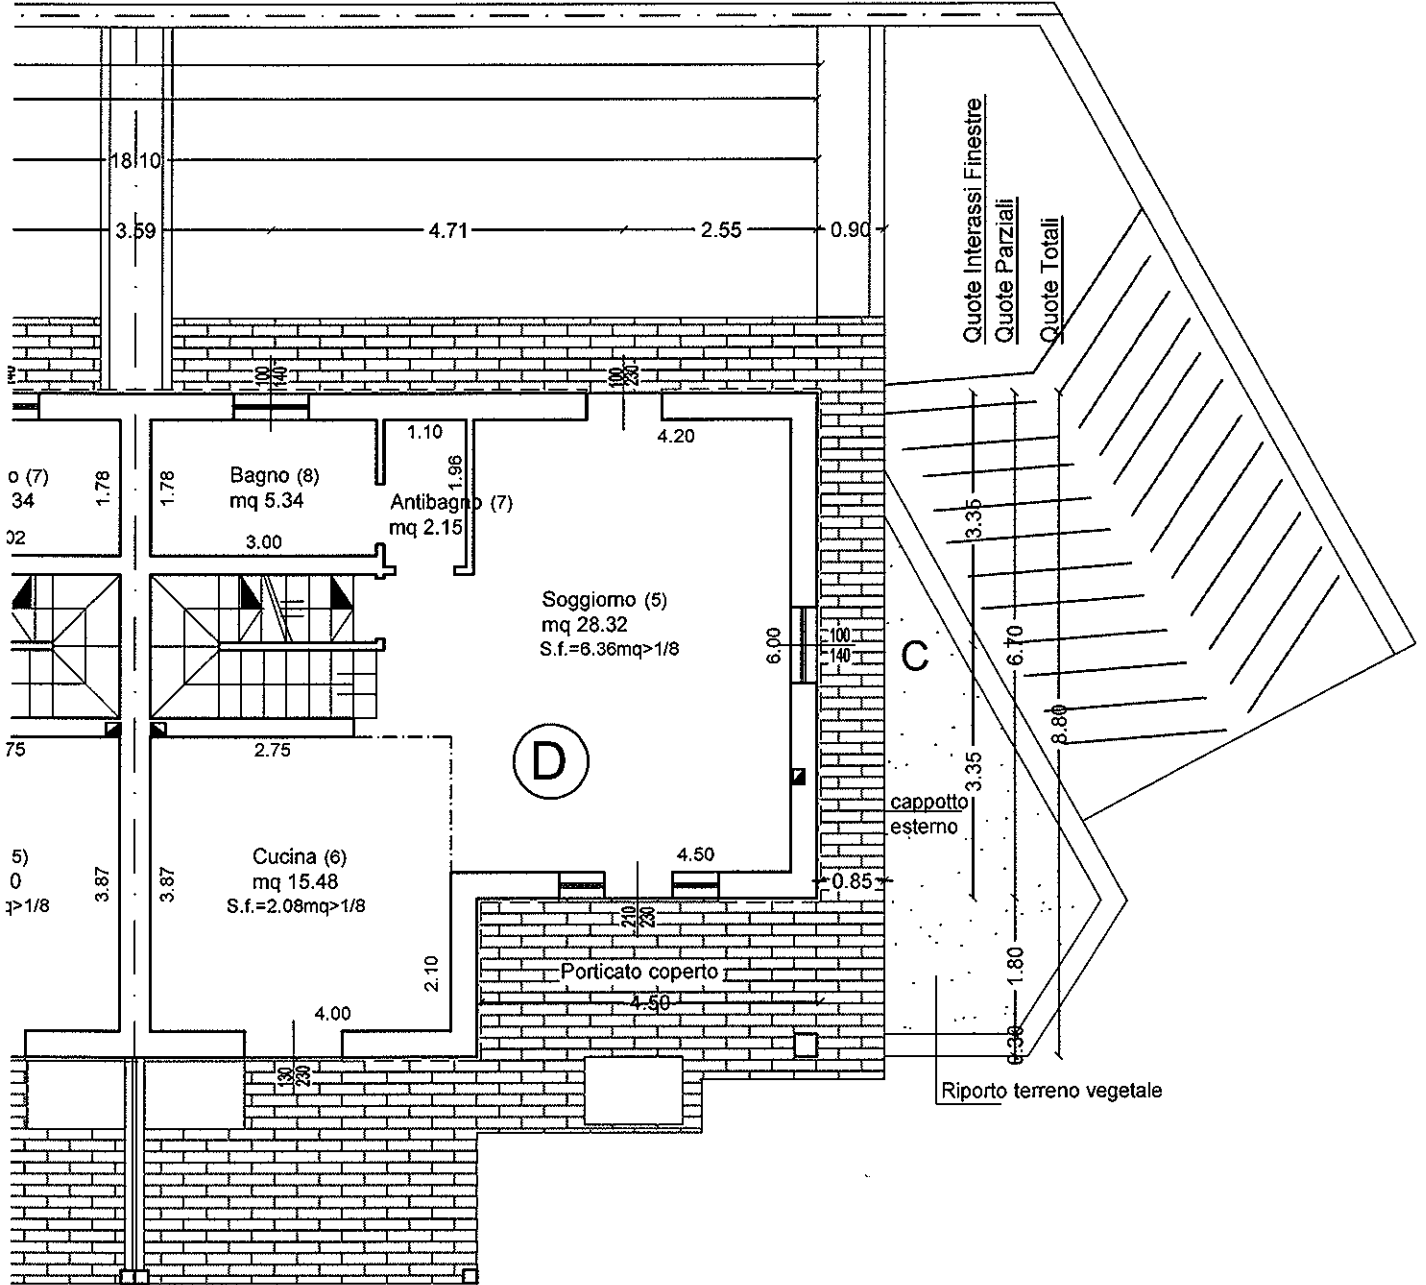 18.10
3.59
4.71
2.55
0.90
Quote Interassi Finestre
Quote Parziali
Quote Totali
140
100
140
100
230
1.10
4.20
o (7)
34
02
1.78
1.78
Bagno (8)
mq 5.34
3.00
1.96
Antibagno (7)
mq 2.15
Soggiorno (5)
mq 28.32
S.f.=6.36mq>1/8
6.00
100
140
C
3.35
6.70
8.80
3.35
75
2.75
D
cappotto
esterno
5)
0
q>1/8
3.87
3.87
Cucina (6)
mq 15.48
S.f.=2.08mq>1/8
4.50
0.85
210
230
2.10
4.00
Porticato coperto
4.50
1.80
0.30
130
230
Riporto terreno vegetale